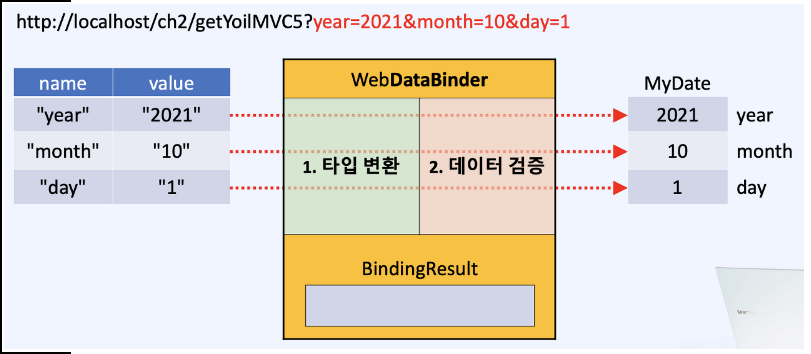 http://localhost/ch2/getYoilMVC5?year=2021&month=10&day=1
name value
"year" "2021"
"month" "10"
"day" "1"
WebDataBinder
1. 타입 변환 2. 데이터 검증
BindingResult
MyDate
2021 year
10 month
1 day